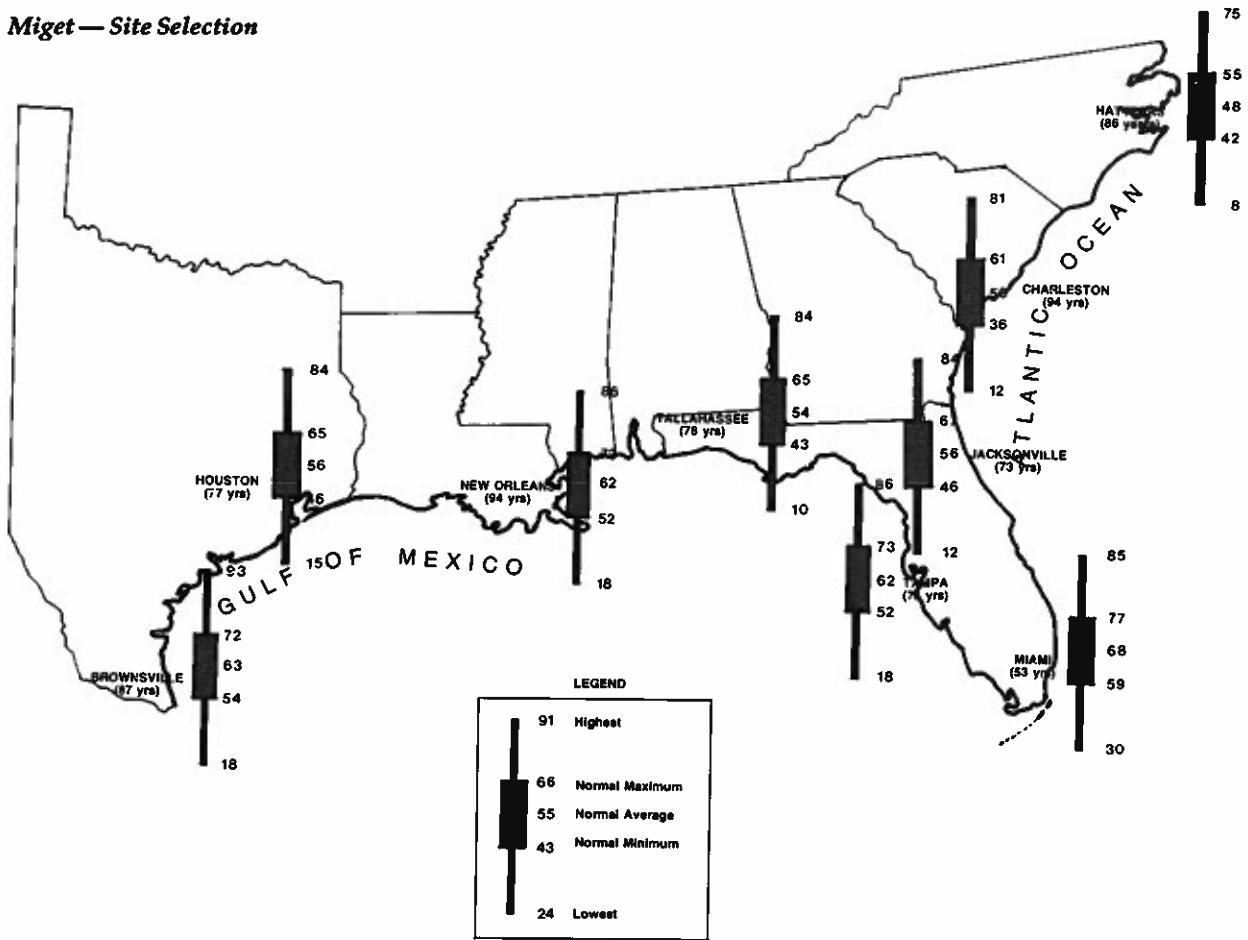 Miget — Site Selection
75
55
48
42
8
(86
81
61
36
12
CHARLESTON
(94 yrs)
ATLANTIC OCEAN
84
65
54
43
10
TALLAHASSEE
(78 yrs)
84
56
46
12
JACKSONVILLE
(73 yrs)
84
65
56
46
15
HOUSTON
(77 yrs)
86
62
52
18
NEW ORLEANS
(94 yrs)
86
73
62
52
18
TAMPA
yrs)
GULF OF MEXICO
93
72
63
54
18
BROWNSVILLE
(87 yrs)
85
77
68
59
30
MIAMI
(53
LEGEND
91 Highest
66 Normal Maximum
55 Normal Average
43 Normal Minimum
24 Lowest